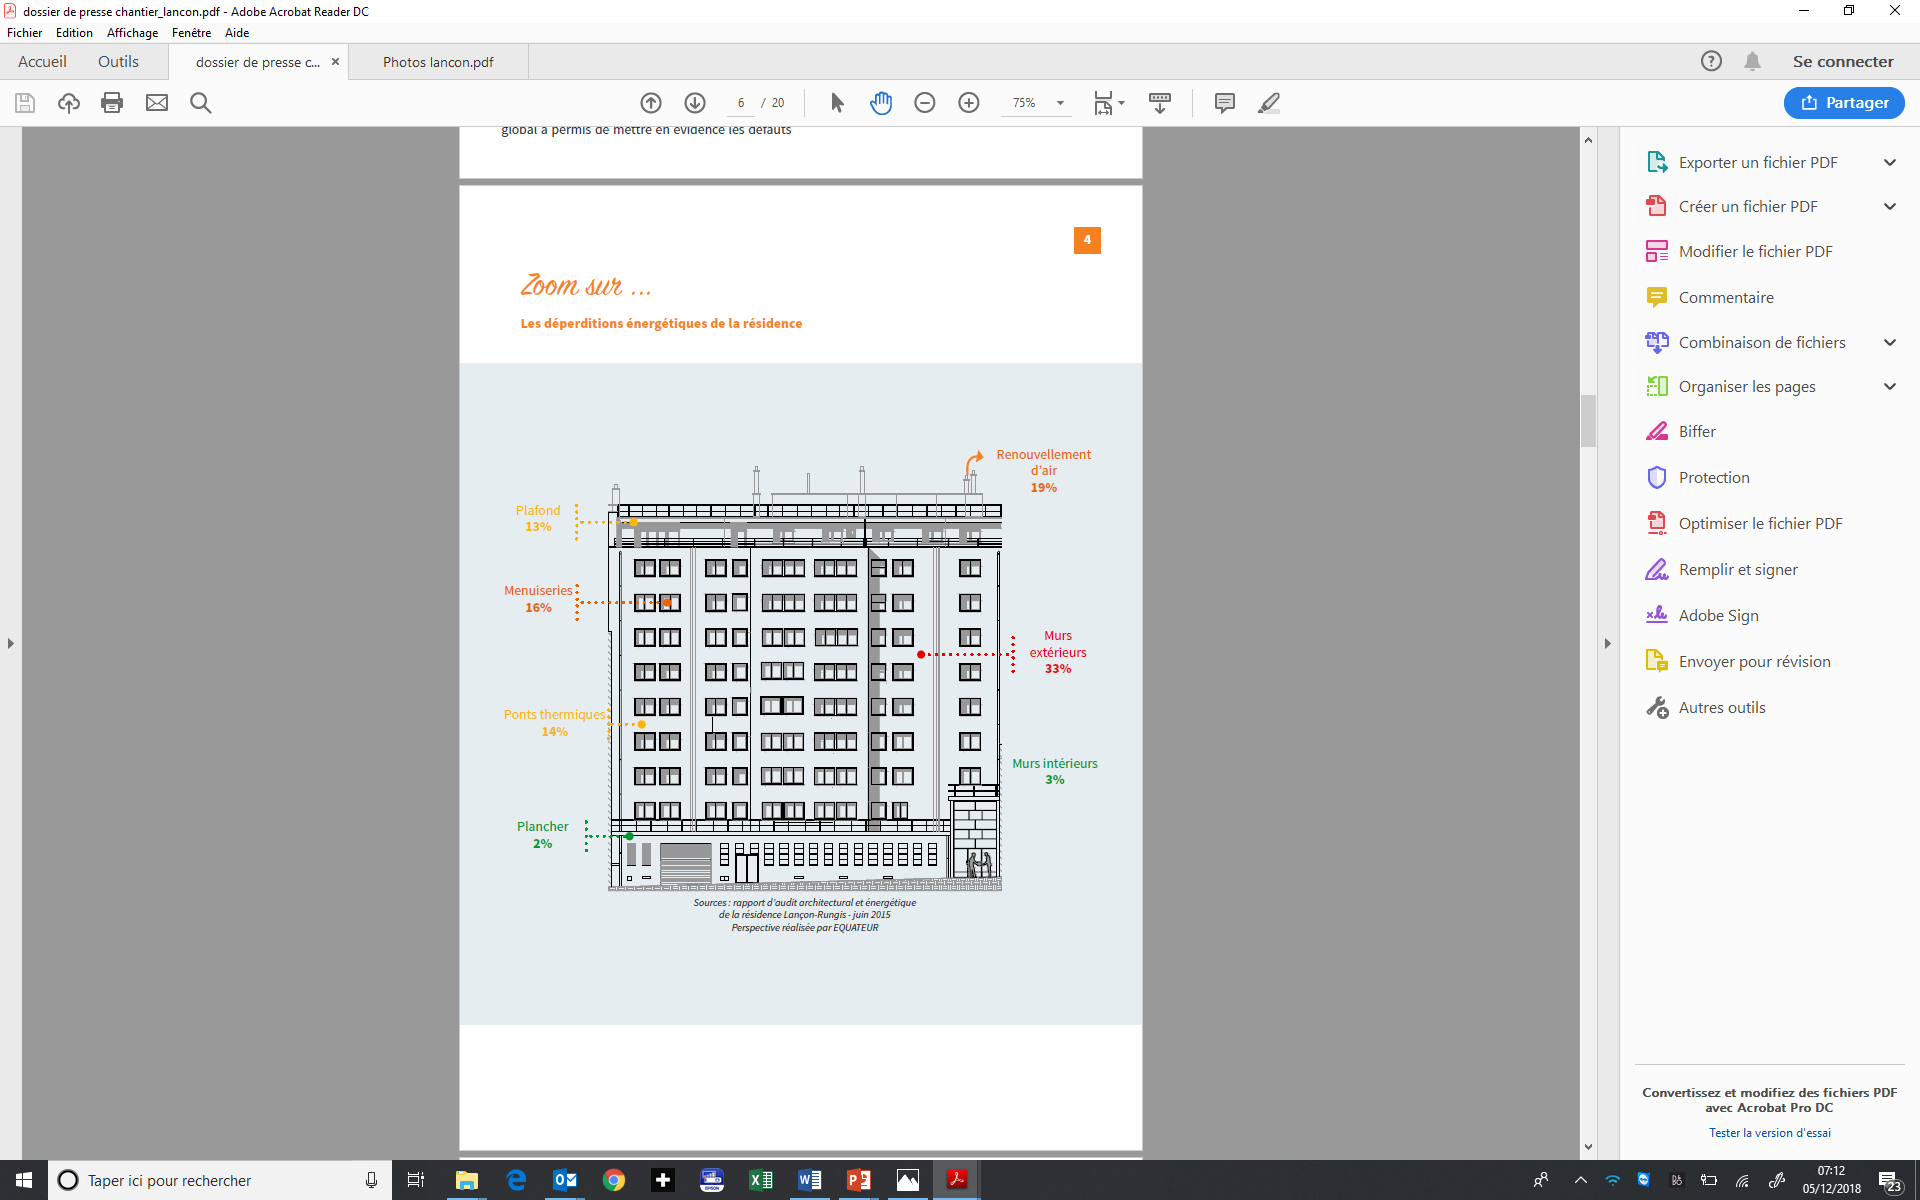 dossier de presse chantier_lancon.pdf - Adobe Acrobat Reader DC
Fichier Edition Affichage Fenêtre Aide
Accueil Outils dossier de presse c... × Photos lancon.pdf Se connecter
6 / 20 75% Partager
global a permis de mettre en évidence les défauts
4
Zoom sur ...
Les déperditions énergétiques de la résidence
Renouvellement
d'air
19%
Plafond
13%
Menuiseries
16%
Murs
extérieurs
33%
Ponts thermiques
14%
Murs intérieurs
3%
Plancher
2%
Sources : rapport d'audit architectural et énergétique
de la résidence Lançon-Rungis - juin 2015
Perspective réalisée par EQUATEUR
Exporter un fichier PDF
Créer un fichier PDF
Modifier le fichier PDF
Commentaire
Combinaison de fichiers
Organiser les pages
Biffer
Protection
Optimiser le fichier PDF
Remplir et signer
Adobe Sign
Envoyer pour révision
Autres outils
Convertissez et modifiez des fichiers PDF
avec Acrobat Pro DC
Tester la version d'essai
Taper ici pour rechercher
EPSON
07:12
05/12/2018
23